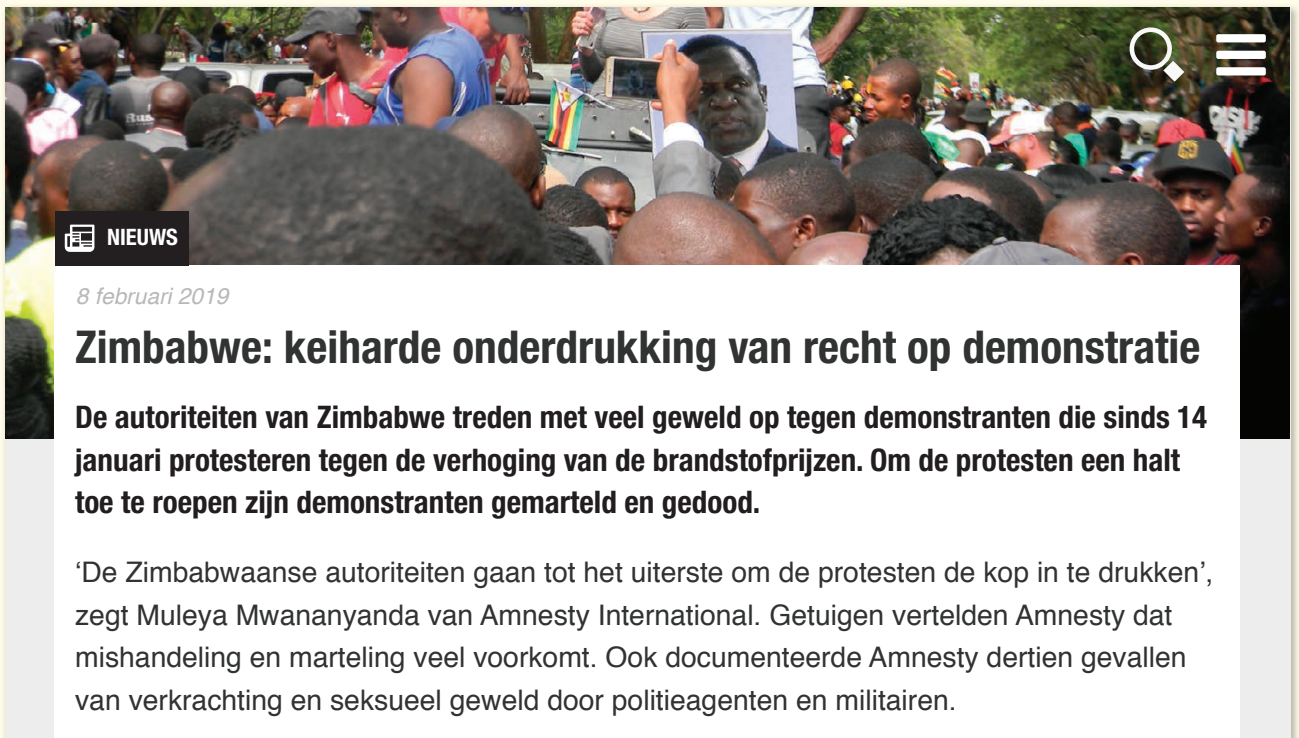 NIEUWS
8 februari 2019
Zimbabwe: keiharde onderdrukking van recht op demonstratie
De autoriteiten van Zimbabwe treden met veel geweld op tegen demonstranten die sinds 14
januari protesteren tegen de verhoging van de brandstofprijzen. Om de protesten een halt
toe te roepen zijn demonstranten gemarteld en gedood.
‘De Zimbabwaanse autoriteiten gaan tot het uiterste om de protesten de kop in te drukken’,
zegt Muleya Mwananyanda van Amnesty International. Getuigen vertelden Amnesty dat
mishandeling en marteling veel voorkomt. Ook documenteerde Amnesty dertien gevallen
van verkrachting en seksueel geweld door politieagenten en militairen.